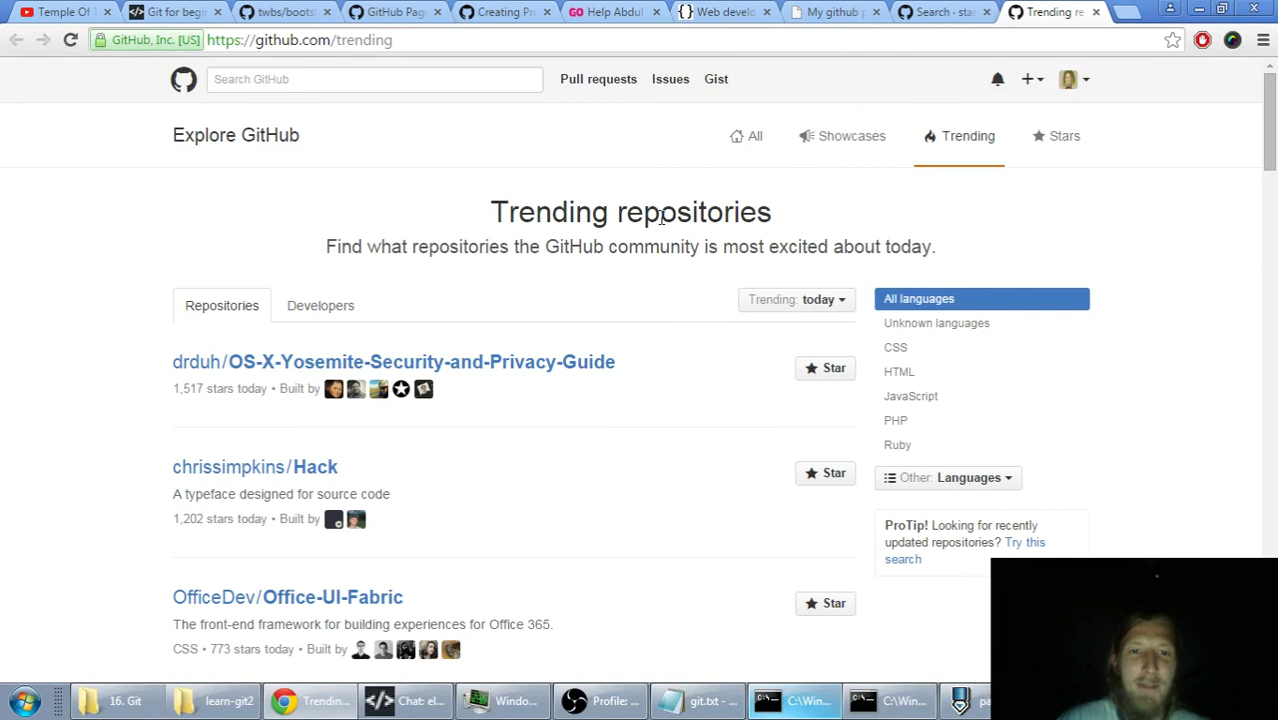 Temple Of T
Git for begin
twbs/boots
GitHub Pag
Creating Pro
GO Help Abdul
{} Web develo
My github p
Search - sta
Trending re
GitHub, Inc. [US] https://github.com/trending
Search GitHub
Pull requests Issues Gist
Explore GitHub
All Showcases Trending Stars
Trending repositories
Find what repositories the GitHub community is most excited about today.
Repositories Developers
Trending: today
drduh/OS-X-Yosemite-Security-and-Privacy-Guide
Star
1,517 stars today • Built by
chrissimpkins/Hack
Star
A typeface designed for source code
1,202 stars today • Built by
OfficeDev/Office-UI-Fabric
Star
The front-end framework for building experiences for Office 365.
CSS • 773 stars today • Built by
All languages
Unknown languages
CSS
HTML
JavaScript
PHP
Ruby
Other: Languages
ProTip! Looking for recently
updated repositories? Try this
search
16. Git
learn-git2
Trendin...
Chat: el...
Windo...
Profile: ...
git.txt - ...
C:\Win...
C:\Win...
pa